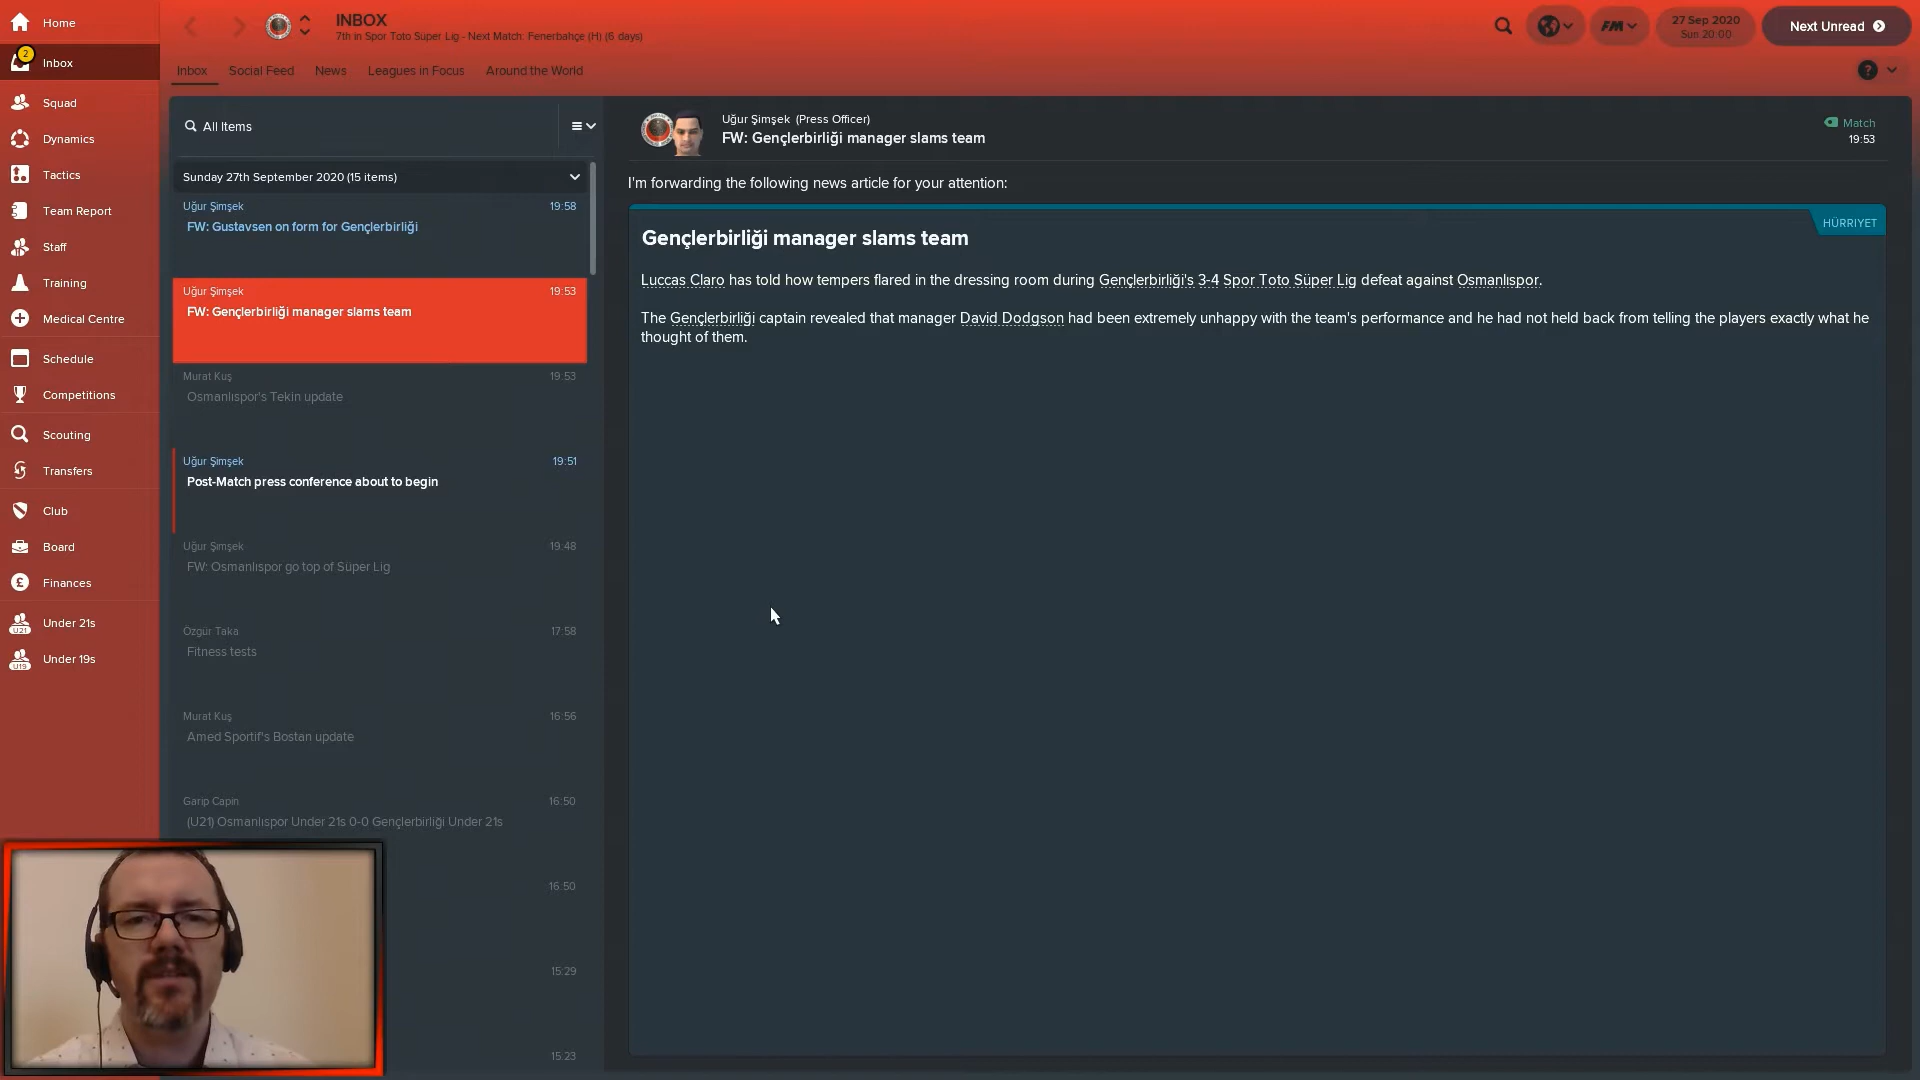 Home
2
Inbox
Squad
Dynamics
Tactics
Team Report
Staff
Training
Medical Centre
Schedule
Competitions
Scouting
Transfers
Club
Board
Finances
Under 21s
U21
Under 19s
U19
INBOX
7th in Spor Toto Süper Lig - Next Match: Fenerbahçe (H) (6 days)
FM
27 Sep 2020
Sun 20:00
Next Unread
Inbox Social Feed News Leagues in Focus Around the World
?
All Items
Sunday 27th September 2020 (15 items)
Uğur Şimşek 19:58
FW: Gustavsen on form for Gençlerbirliği
Uğur Şimşek 19:53
FW: Gençlerbirliği manager slams team
Murat Kuş 19:53
Osmanlıspor's Tekin update
Uğur Şimşek 19:51
Post-Match press conference about to begin
Uğur Şimşek 19:48
FW: Osmanlıspor go top of Süper Lig
Özgür Taka 17:58
Fitness tests
Murat Kuş 16:56
Amed Sportif's Bostan update
Garip Capin 16:50
(U21) Osmanlıspor Under 21s 0-0 Gençlerbirliği Under 21s
16:50
15:29
15:23
Uğur Şimşek (Press Officer)
FW: Gençlerbirliği manager slams team
Match
19:53
I'm forwarding the following news article for your attention:
HÜRRIYET
Gençlerbirliği manager slams team
Luccas Claro has told how tempers flared in the dressing room during Gençlerbirliği's 3-4 Spor Toto Süper Lig defeat against Osmanlıspor.
The Gençlerbirliği captain revealed that manager David Dodgson had been extremely unhappy with the team's performance and he had not held back from telling the players exactly what he
thought of them.